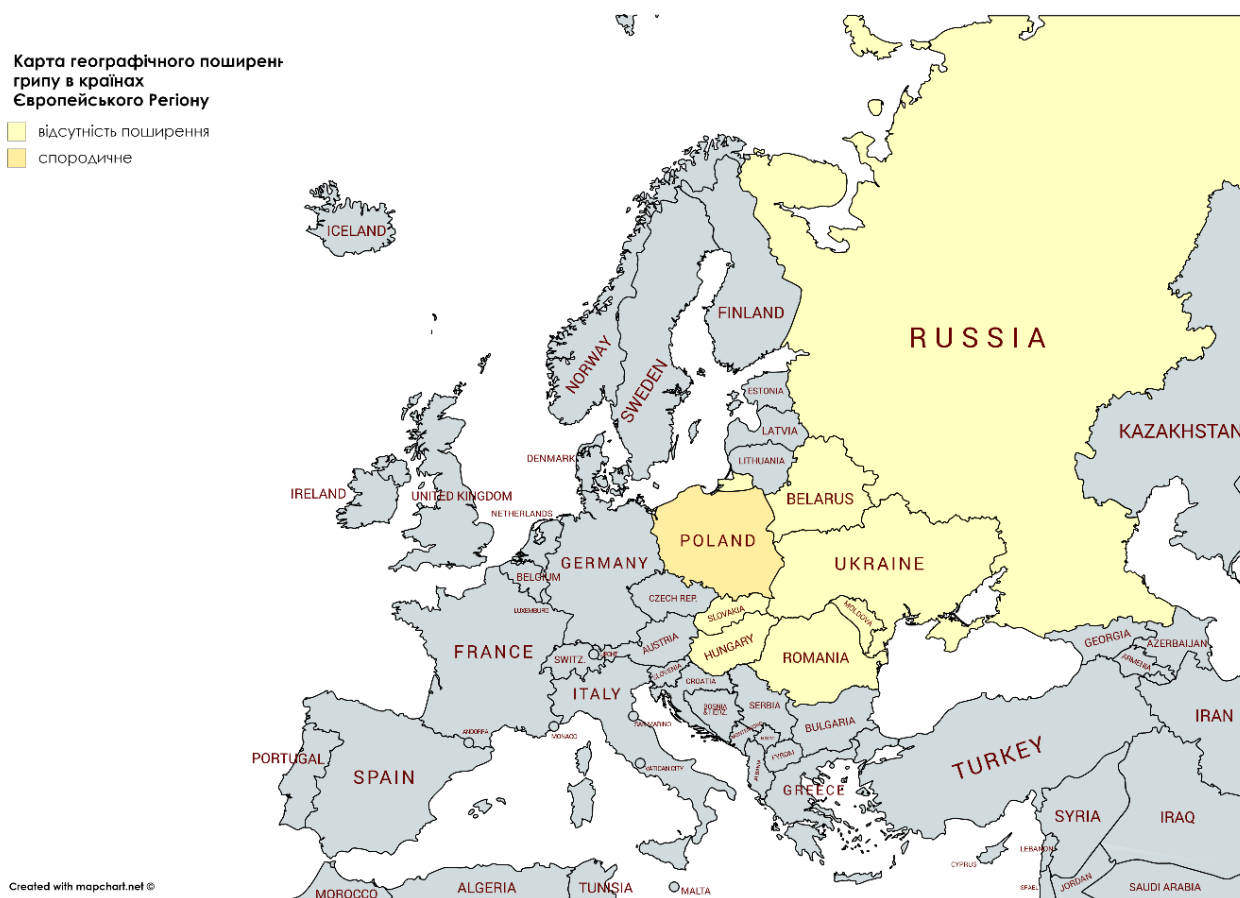 Карта географічного поширенн
грипу в країнах
Європейського Регіону
відсутність поширення
спородичне
ICELAND
FINLAND
RUSSIA
NORWAY
SWEDEN
ESTONIA
LATVIA
KAZAKHSTAN
DENMARK
LITHUANIA
IRELAND
UNITED KINGDOM
BELARUS
NETHERLANDS
POLAND
GERMANY
UKRAINE
BELGIUM
CZECH REP.
LUXEMBURG
SLOVAKIA
MOLDOVA
AUSTRIA
HUNGARY
GEORGIA
AZERBAIJAN
FRANCE
SWITZ.
ROMANIA
ARMENIA
SLOVENIA
CROATIA
ITALY
BOSNIA
& HERZ.
SERBIA
IRAN
SAN MARINO
BULGARIA
ANDORRA
MONACO
FYROM
PORTUGAL
SPAIN
VATICAN CITY
TURKEY
GREECE
SYRIA
IRAQ
LEBANON
CYPRUS
Created with mapchart.net ©
MOROCCO
ALGERIA
TUNISIA
MALTA
ISRAEL
JORDAN
SAUDI ARABIA